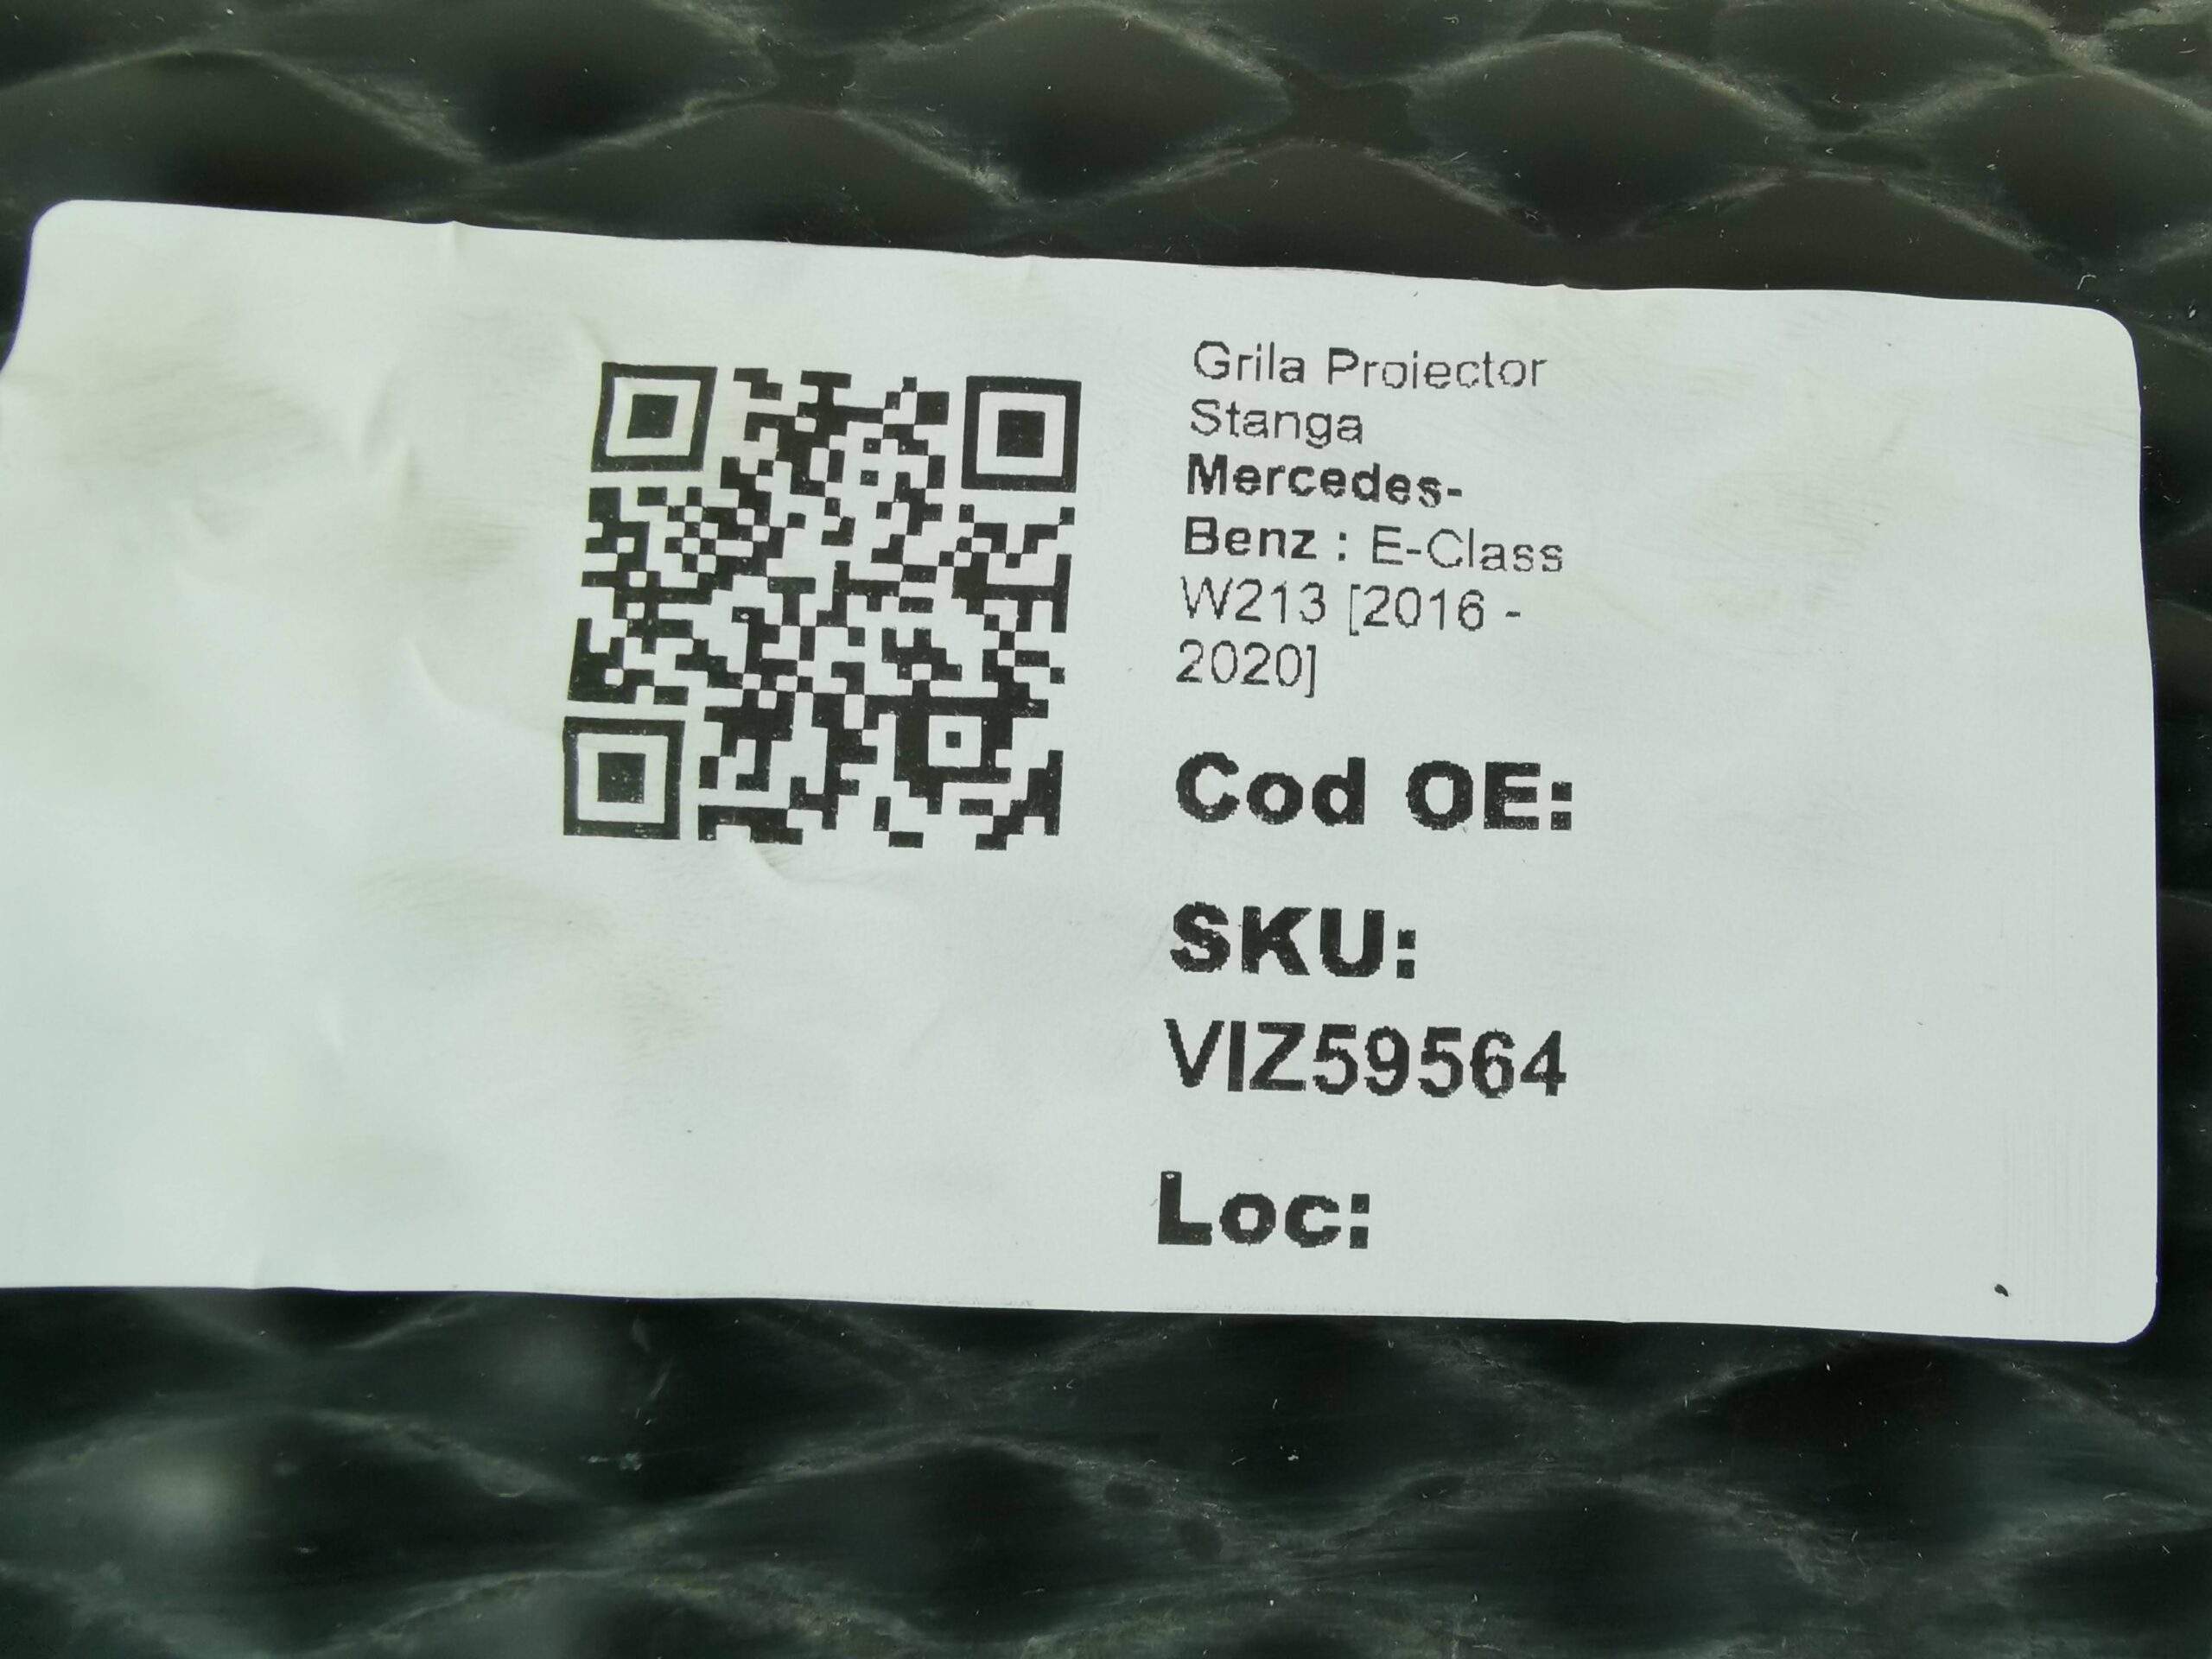 Grila Proiector
Stanga
Mercedes-
Benz : E-Class
W213 [2016 -
2020]
Cod OE:
SKU:
VIZ59564
Loc: